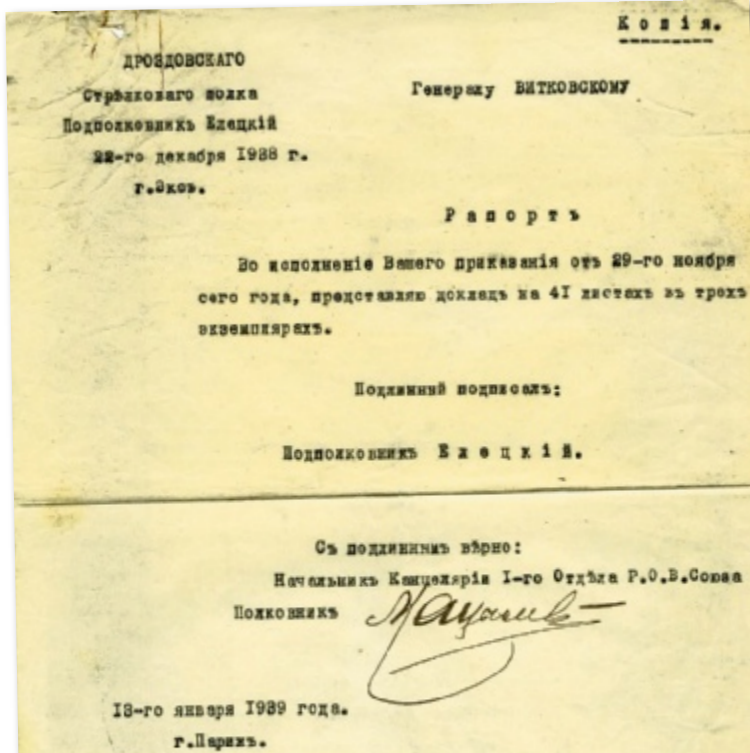 Копія.
ДРОЗДОВСКАГО
Стрѣлковаго полка
Генералу ВИТКОВСКОМУ
Подполковникъ Елецкій
22-го декабря 1938 г.
г.Эксъ.
Рапортъ
Во исполненіе Вашего приказанія отъ 29-го ноября
сего года, представляю докладъ на 41 листахъ въ трехъ
экземплярахъ.
Подлинный подписалъ:
Подполковникъ Елецкій.
Съ подлиннымъ вѣрно:
Начальникъ Канцеляріи I-го Отдѣла Р.О.В.Союза
Полковникъ
13-го января 1939 года.
г.Парижъ.